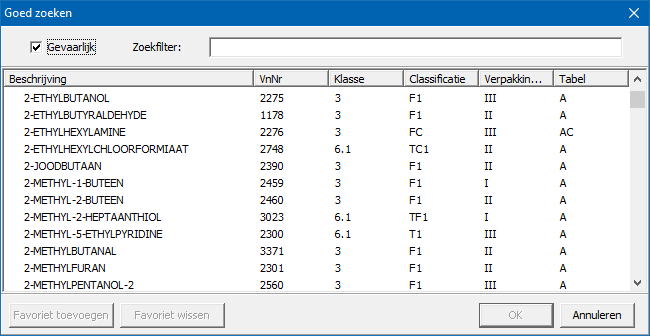 Goed zoeken
Gevaarlijk Zoekfilter:
Beschrijving VnNr Klasse Classificatie Verpakkin... Tabel
2-ETHYLBUTANOL 2275 3 F1 III A
2-ETHYLBUTYRALDEHYDE 1178 3 F1 II A
2-ETHYLHEXYLAMINE 2276 3 FC III AC
2-ETHYLHEXYLCHLOORFORMIAAT 2748 6.1 TC1 II A
2-JOODBUTAAN 2390 3 F1 II A
2-METHYL-1-BUTEEN 2459 3 F1 I A
2-METHYL-2-BUTEEN 2460 3 F1 II A
2-METHYL-2-HEPTAANTHIOL 3023 6.1 TF1 I A
2-METHYL-5-ETHYLPYRIDINE 2300 6.1 T1 III A
2-METHYLBUTANAL 3371 3 F1 II A
2-METHYLFURAN 2301 3 F1 II A
2-METHYLPENTANOL-2 2560 3 F1 III A
Favoriet toevoegen Favoriet wissen OK Annuleren